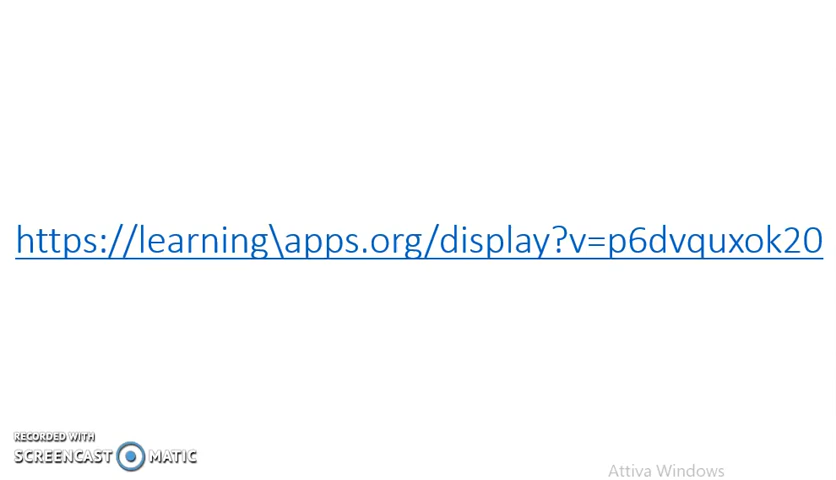 https://learning\apps.org/display?v=p6dvquxok20
RECORDED WITH
SCREENCAST MATIC
Attiva Windows